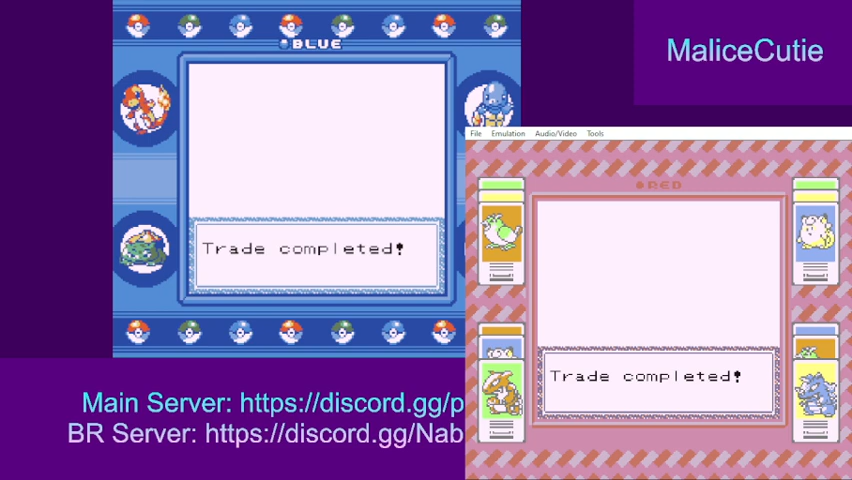 BLUE
MaliceCutie
File Emulation Audio/Video Tools
RED
Trade completed!
Trade completed!
Main Server: https://discord.gg/p
BR Server: https://discord.gg/Nab